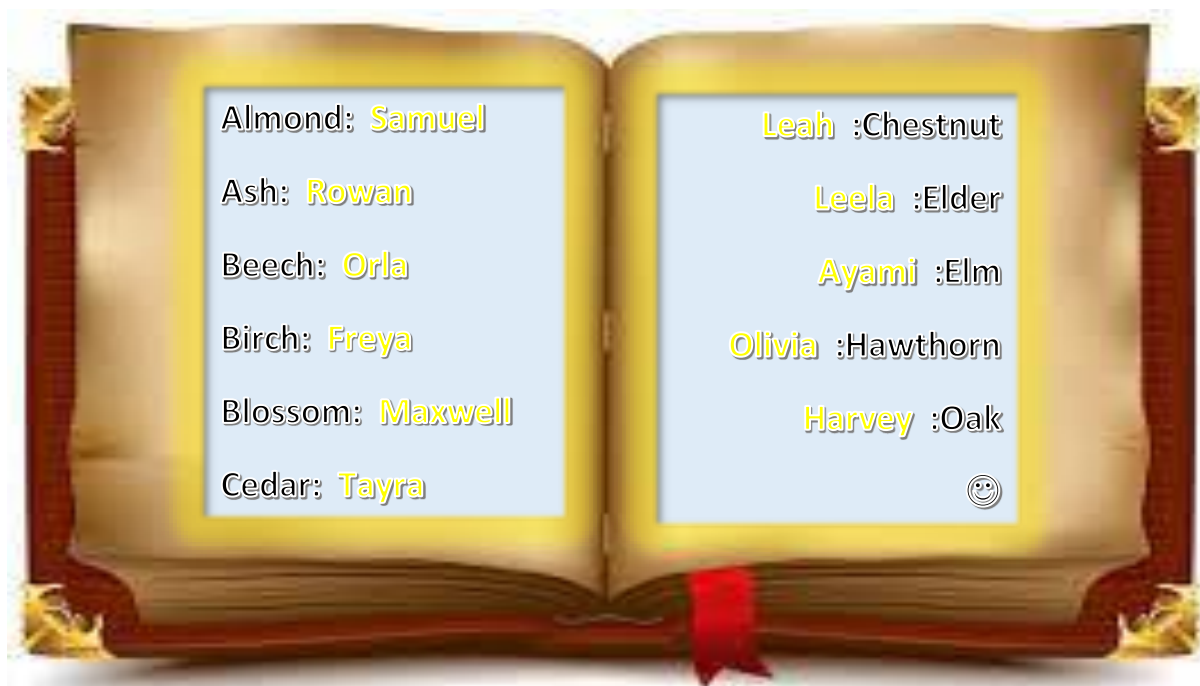 Almond: Samuel
Ash: Rowan
Beech: Orla
Birch: Freya
Blossom: Maxwell
Cedar: Tayra
Leah :Chestnut
Leela :Elder
Ayami :Elm
Olivia :Hawthorn
Harvey :Oak
☺